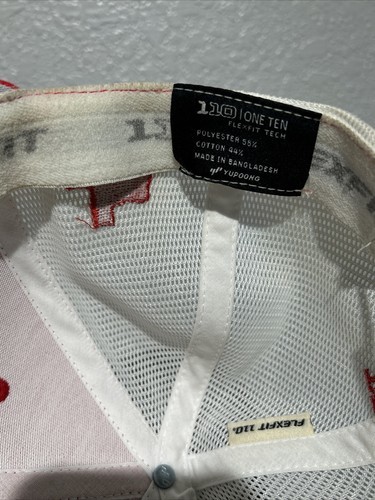 110 | ONE TEN
FLEXFIT TECH
POLYESTER 56%
COTTON 44%
MADE IN BANGLADESH
YUPOONG
FLEXFIT 110.